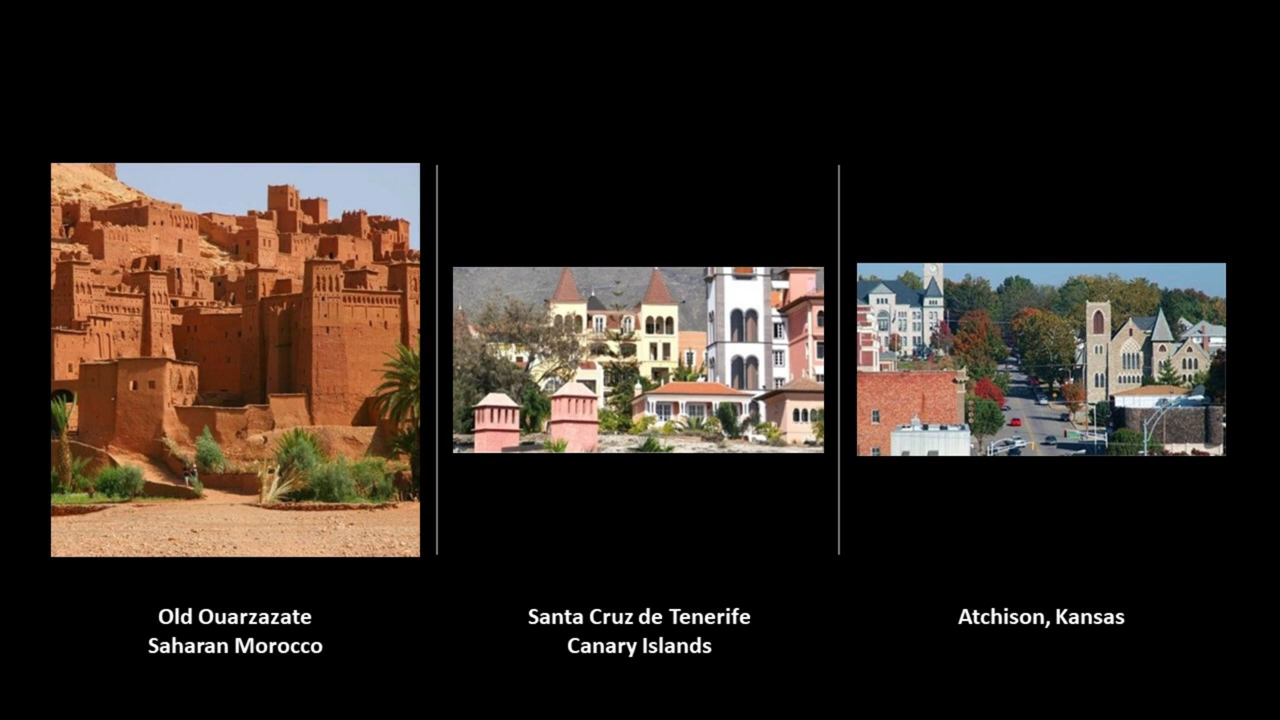 Old Ouarzazate
Saharan Morocco
Santa Cruz de Tenerife
Canary Islands
Atchison, Kansas